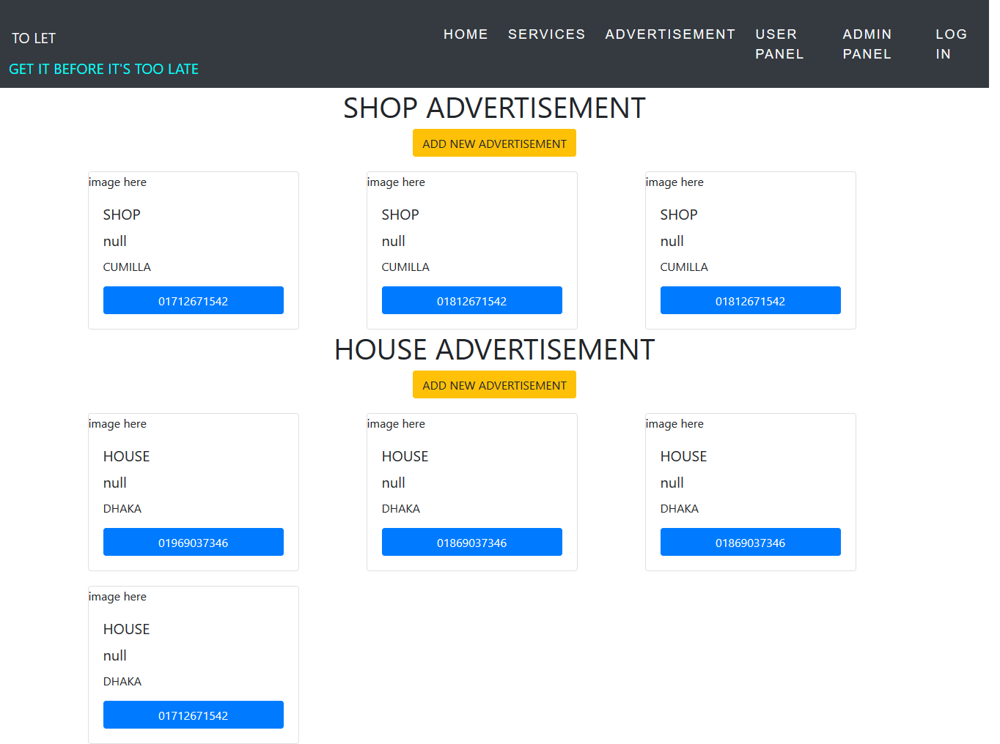 TO LET
GET IT BEFORE IT'S TOO LATE
HOME
SERVICES
ADVERTISEMENT
USER
PANEL
ADMIN
PANEL
LOG
IN
SHOP ADVERTISEMENT
ADD NEW ADVERTISEMENT
image here
SHOP
null
CUMILLA
01712671542
image here
SHOP
null
CUMILLA
01812671542
image here
SHOP
null
CUMILLA
01812671542
HOUSE ADVERTISEMENT
ADD NEW ADVERTISEMENT
image here
HOUSE
null
DHAKA
01969037346
image here
HOUSE
null
DHAKA
01869037346
image here
HOUSE
null
DHAKA
01869037346
image here
HOUSE
null
DHAKA
01712671542